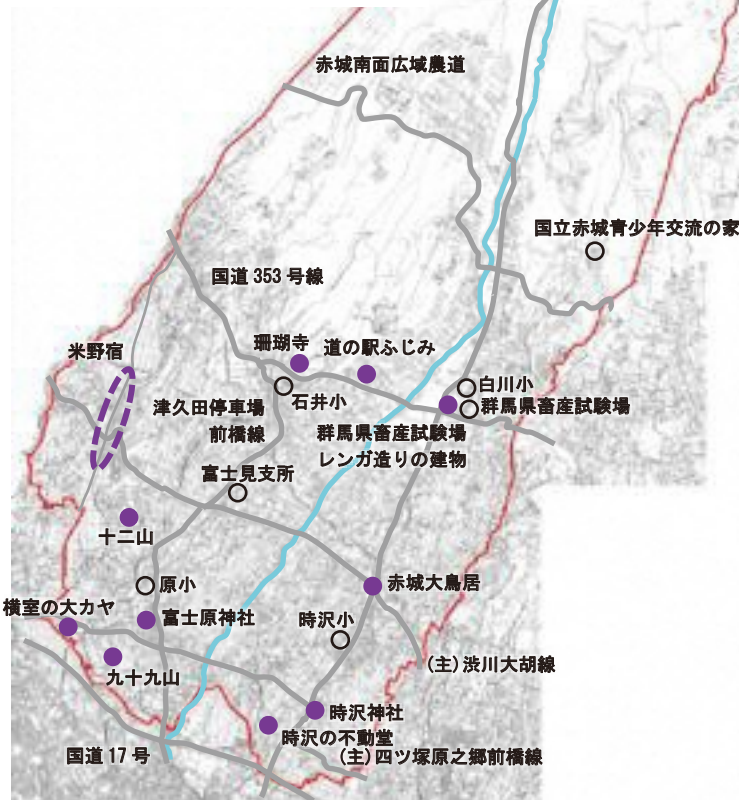 赤城南面広域農道
国立赤城青少年交流の家
国道 353 号線
珊瑚寺
道の駅ふじみ
米野宿
白川小
石井小
群馬県畜産試験場
津久田停車場
前橋線
群馬県畜産試験場
レンガ造りの建物
富士見支所
十二山
原小
赤城大鳥居
横室の大カヤ
富士原神社
時沢小
(主)渋川大胡線
九十九山
時沢神社
時沢の不動堂
国道 17 号
(主)四ツ塚原之郷前橋線